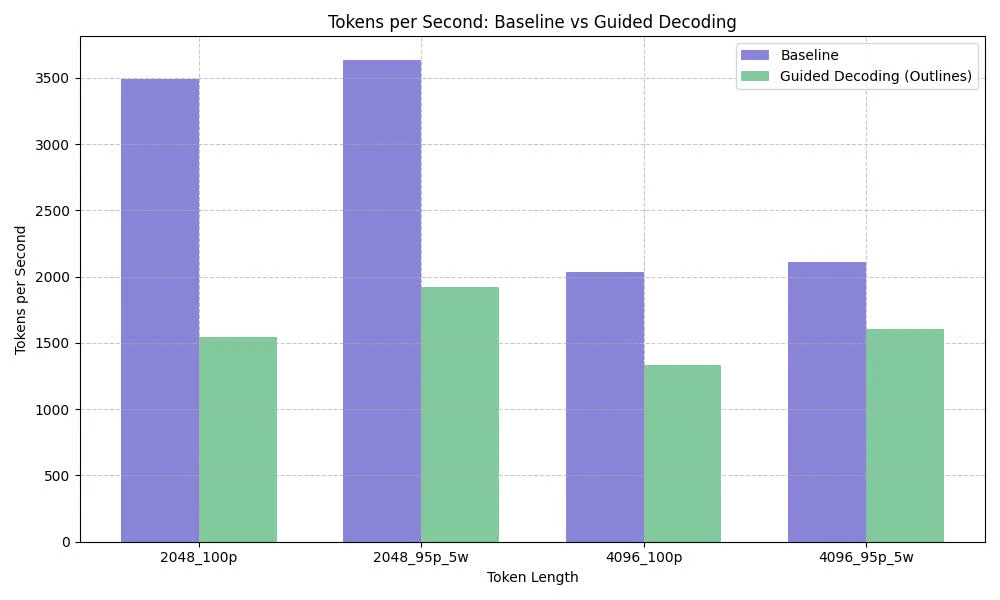 Tokens per Second: Baseline vs Guided Decoding
Baseline
Guided Decoding (Outlines)
Tokens per Second
3500
3000
2500
2000
1500
1000
500
0
2048_100p
2048_95p_5w
4096_100p
4096_95p_5w
Token Length